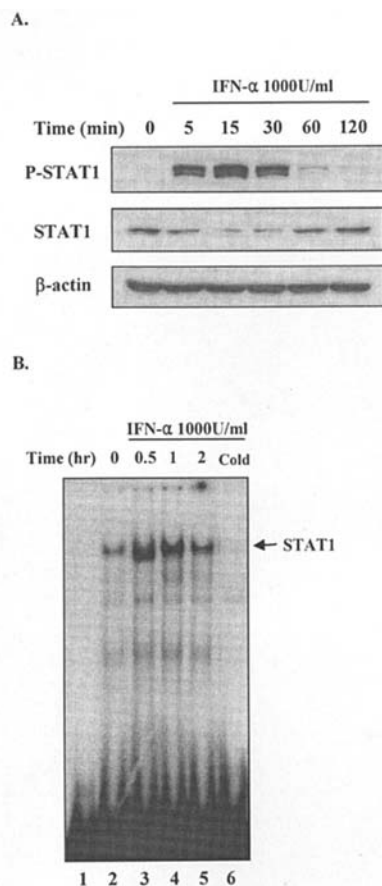 A.
IFN-α 1000U/ml
Time (min) 0 5 15 30 60 120
P-STAT1
STAT1
β-actin
B.
IFN-α 1000U/ml
Time (hr) 0 0.5 1 2 Cold
STAT1
1 2 3 4 5 6